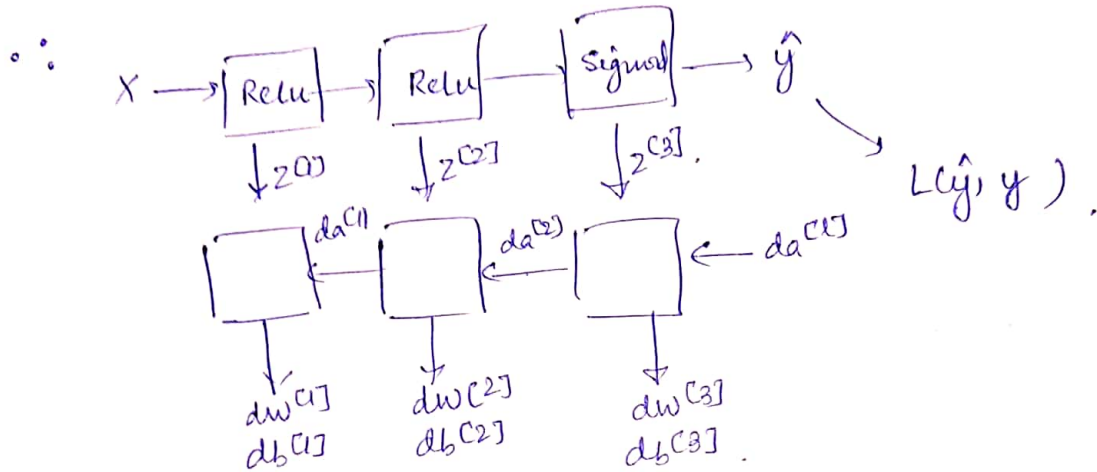 ∴
X → Relu → Relu — Sigmoid → ŷ
z[1] z[2] z[3].
L(ŷ, y).
da[1] da[2] da[l]
dw[1] dw[2] dw[3]
db[1] db[2] db[3].